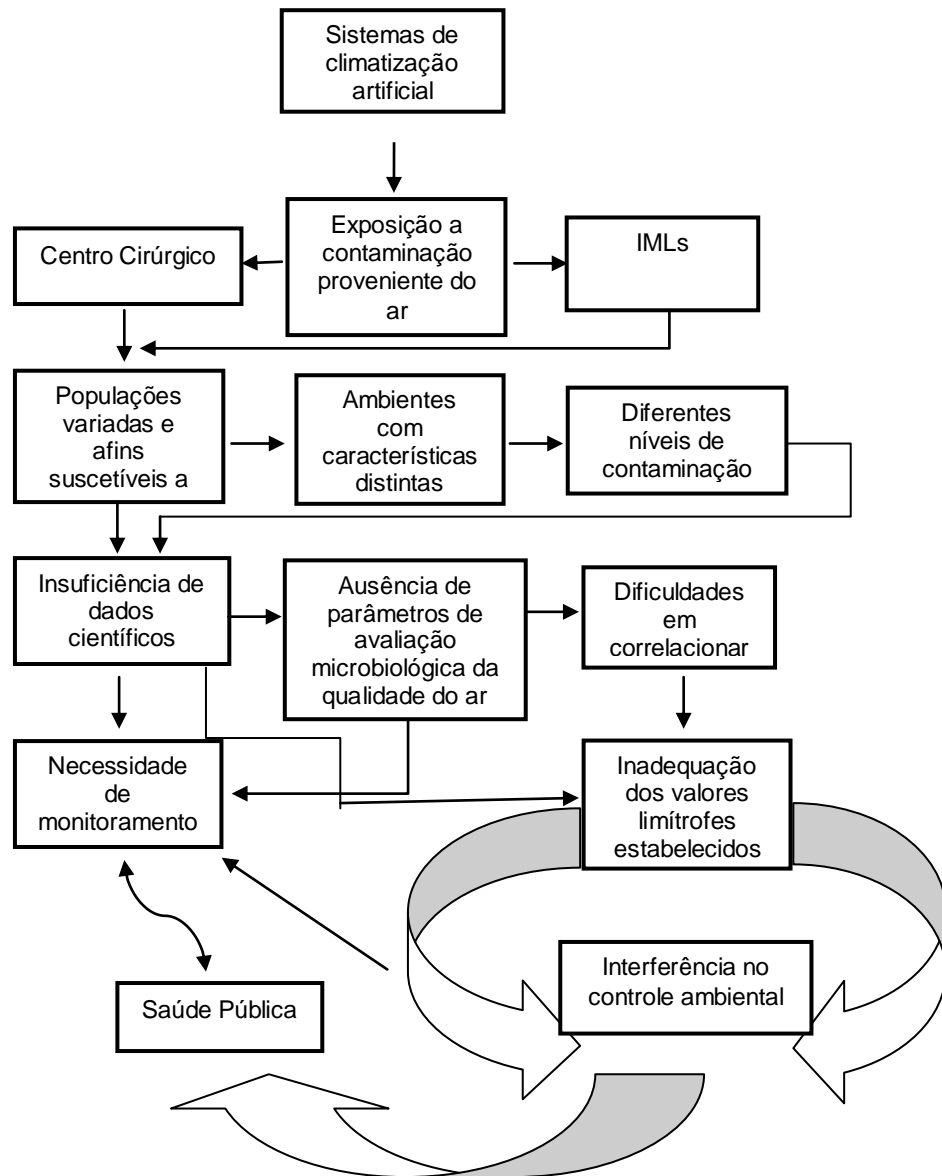 Sistemas de
climatização
artificial
Exposição a
contaminação
proveniente do
ar
Centro Cirúrgico
IMLs
Populações
variadas e
afins
suscetíveis a
Ambientes
com
características
distintas
Diferentes
níveis de
contaminação
Insuficiência de
dados
científicos
Ausência de
parâmetros de
avaliação
microbiológica da
qualidade do ar
Dificuldades
em
correlacionar
Necessidade
de
monitoramento
Inadequação
dos valores
limítrofes
estabelecidos
Interferência no
controle ambiental
Saúde Pública